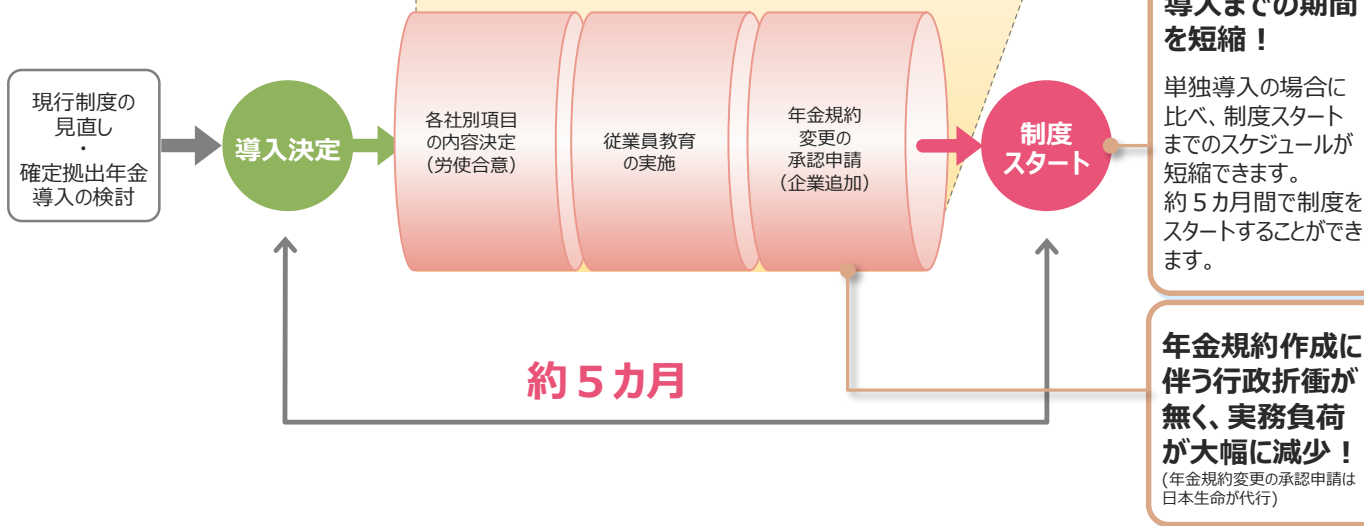 現行制度の
見直し
・
確定拠出年金
導入の検討
導入決定
各社別項目
の内容決定
(労使合意)
従業員教育
の実施
年金規約
変更の
承認申請
(企業追加)
制度
スタート
約５カ月
導入までの期間
を短縮！
単独導入の場合に
比べ、制度スタート
までのスケジュールが
短縮できます。
約５カ月間で制度を
スタートすることができ
ます。
年金規約作成に
伴う行政折衝が
無く、実務負荷
が大幅に減少！
(年金規約変更の承認申請は
日本生命が代行)